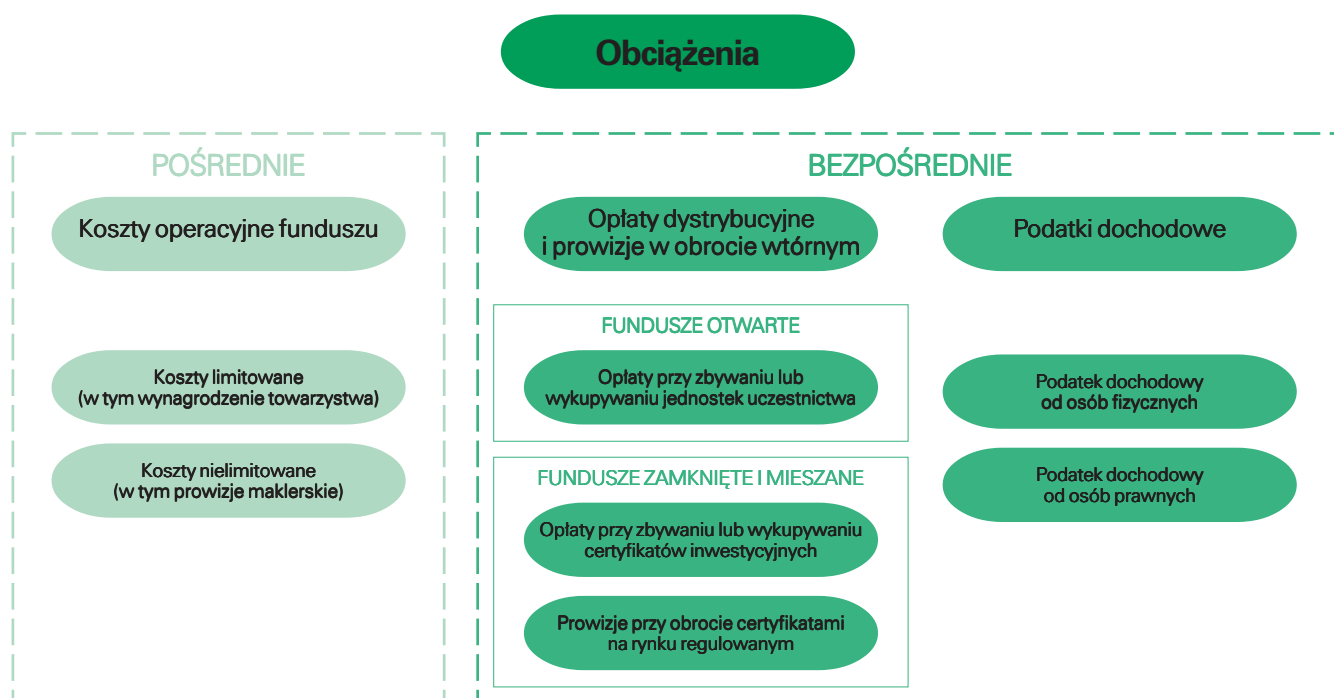 Obciążenia
POŚREDNIE
Koszty operacyjne funduszu
Koszty limitowane
(w tym wynagrodzenie towarzystwa)
Koszty nielimitowane
(w tym prowizje maklerskie)
BEZPOŚREDNIE
Opłaty dystrybucyjne
i prowizje w obrocie wtórnym
FUNDUSZE OTWARTE
Opłaty przy zbywaniu lub
wykupywaniu jednostek uczestnictwa
FUNDUSZE ZAMKNIĘTE I MIESZANE
Opłaty przy zbywaniu lub wykupywaniu
certyfikatów inwestycyjnych
Prowizje przy obrocie certyfikatami
na rynku regulowanym
Podatki dochodowe
Podatek dochodowy
od osób fizycznych
Podatek dochodowy
od osób prawnych